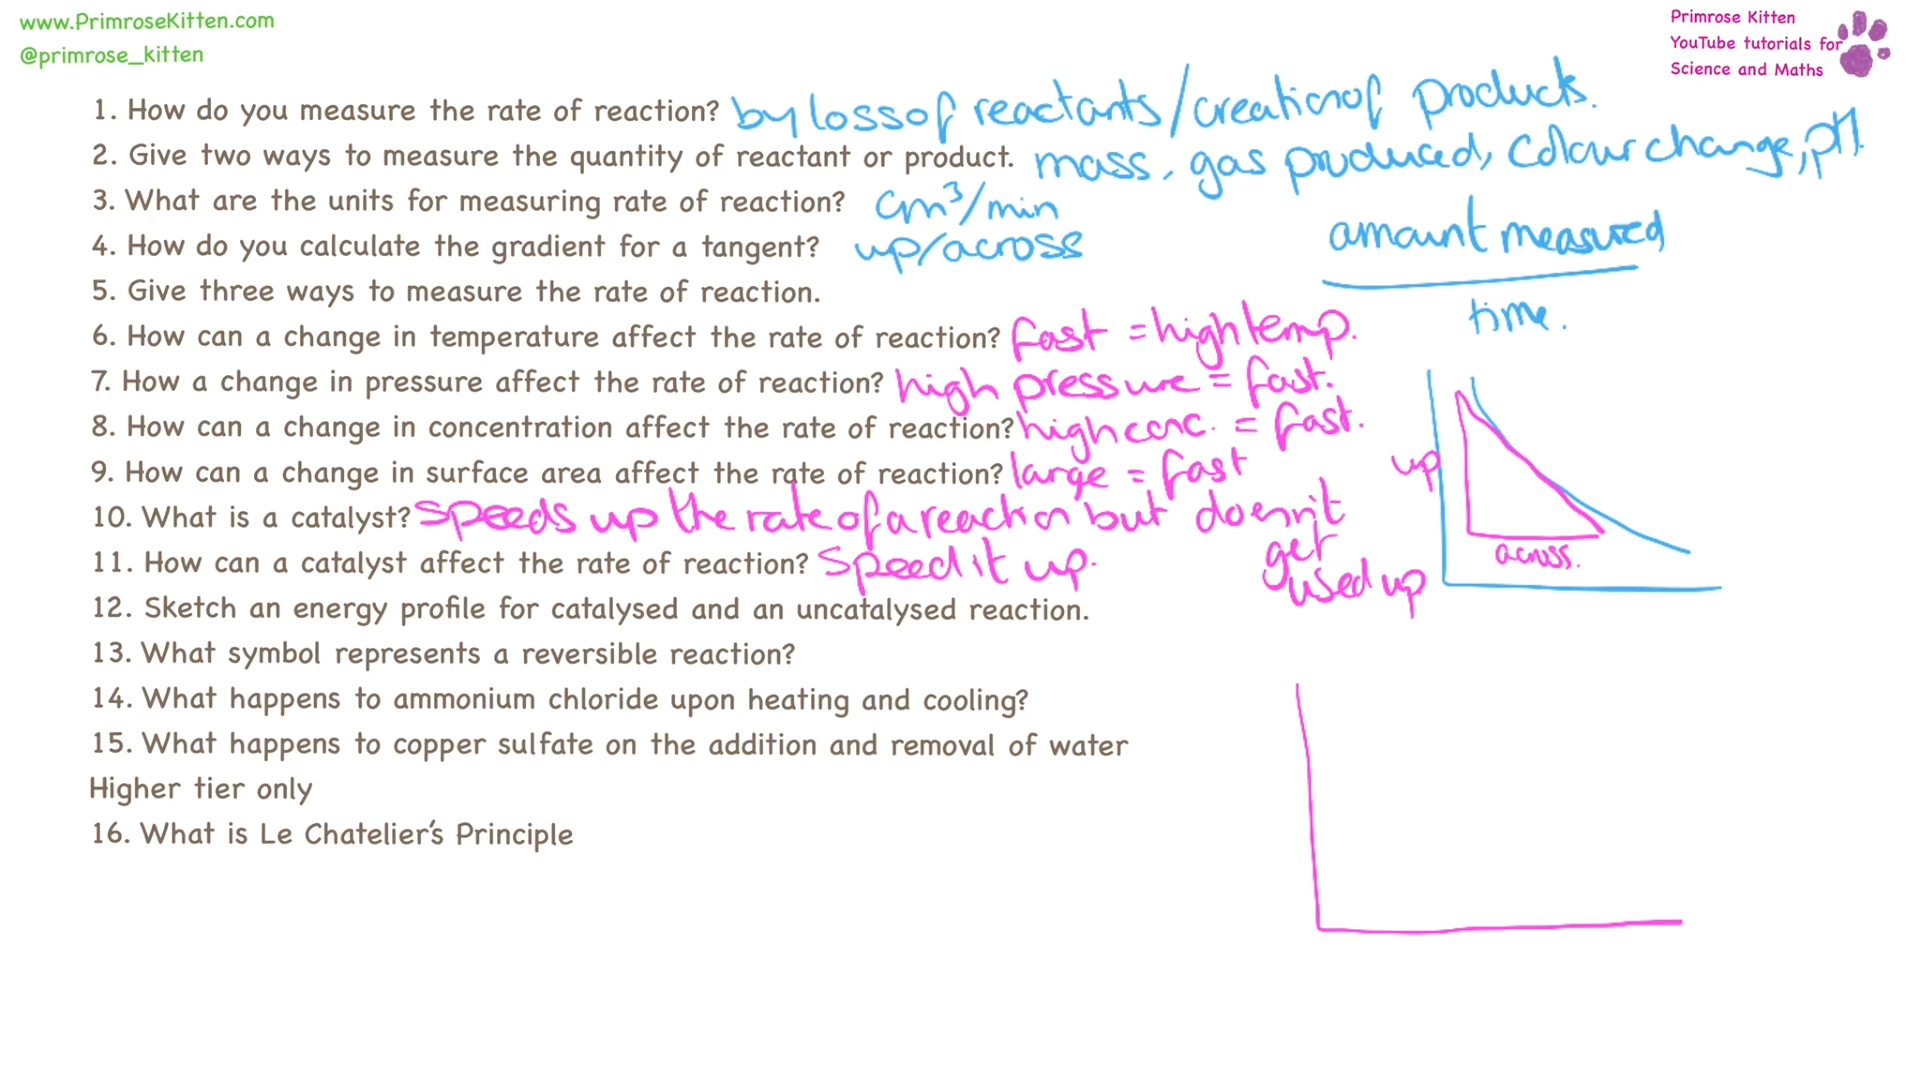 www.PrimroseKitten.com
@primrose_kitten
Primrose Kitten
YouTube tutorials for
Science and Maths
1. How do you measure the rate of reaction? by loss of reactants/creation of products.
2. Give two ways to measure the quantity of reactant or product. mass, gas produced, colour change, pH.
3. What are the units for measuring rate of reaction? cm³/min
4. How do you calculate the gradient for a tangent? up/across
amount measured
time.
5. Give three ways to measure the rate of reaction.
6. How can a change in temperature affect the rate of reaction? fast = high temp.
7. How a change in pressure affect the rate of reaction? high pressure = fast.
8. How can a change in concentration affect the rate of reaction? high conc. = fast.
9. How can a change in surface area affect the rate of reaction? large = fast
10. What is a catalyst? speeds up the rate of a reaction but doesn't
get
used up
11. How can a catalyst affect the rate of reaction? Speed it up.
up
across.
12. Sketch an energy profile for catalysed and an uncatalysed reaction.
13. What symbol represents a reversible reaction?
14. What happens to ammonium chloride upon heating and cooling?
15. What happens to copper sulfate on the addition and removal of water
Higher tier only
16. What is Le Chatelier's Principle